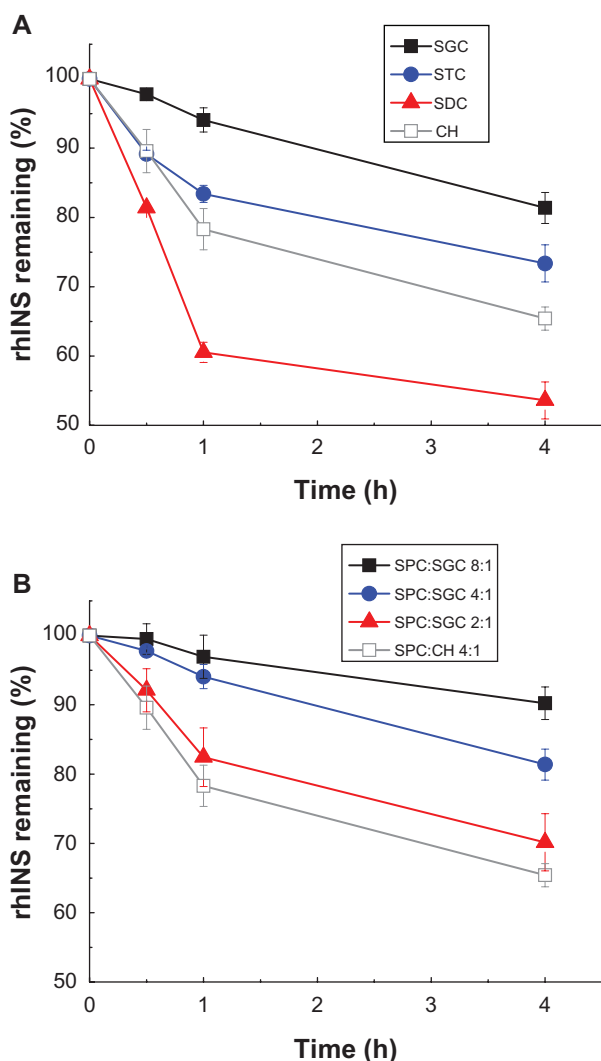 A
SGC
STC
SDC
CH
rhINS remaining (%)
100
90
80
70
60
50
0
1
2
3
4
Time (h)
B
SPC:SGC 8:1
SPC:SGC 4:1
SPC:SGC 2:1
SPC:CH 4:1
rhINS remaining (%)
100
90
80
70
60
50
0
1
2
3
4
Time (h)